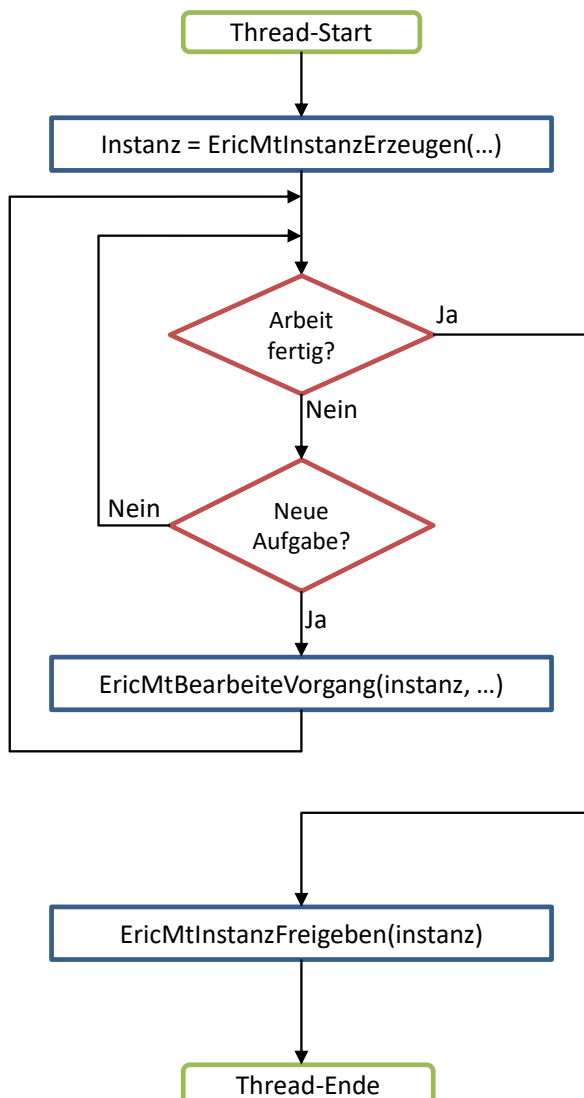 Thread-Start
Instanz = EricMtInstanzErzeugen(…)
Arbeit
fertig?
Ja
Nein
Neue
Aufgabe?
Nein
Ja
EricMtBearbeiteVorgang(instanz, …)
EricMtInstanzFreigeben(instanz)
Thread-Ende